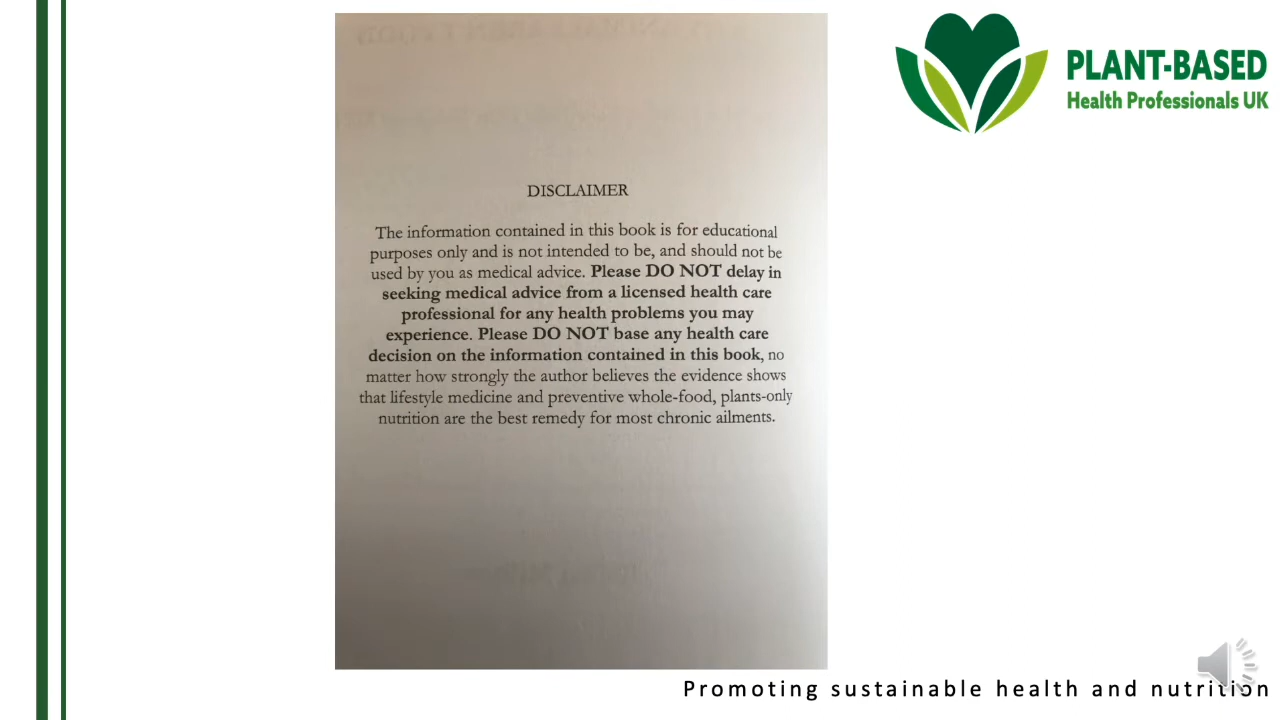 PLANT-BASED
Health Professionals UK
DISCLAIMER
The information contained in this book is for educational
purposes only and is not intended to be, and should not be
used by you as medical advice. Please DO NOT delay in
seeking medical advice from a licensed health care
professional for any health problems you may
experience. Please DO NOT base any health care
decision on the information contained in this book, no
matter how strongly the author believes the evidence shows
that lifestyle medicine and preventive whole-food, plants-only
nutrition are the best remedy for most chronic ailments.
Promoting sustainable health and nutrition